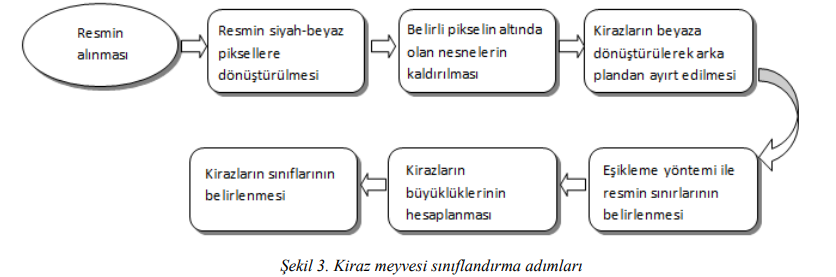 Resmin
alınması
Resmin siyah-beyaz
piksellere
dönüştürülmesi
Belirli pikselin altında
olan nesnelerin
kaldırılması
Kirazların beyaza
dönüştürülerek arka
plandan ayırt edilmesi
Eşikleme yöntemi ile
resmin sınırlarının
belirlenmesi
Kirazların
büyüklüklerinin
hesaplanması
Kirazların sınıflarının
belirlenmesi
Şekil 3. Kiraz meyvesi sınıflandırma adımları